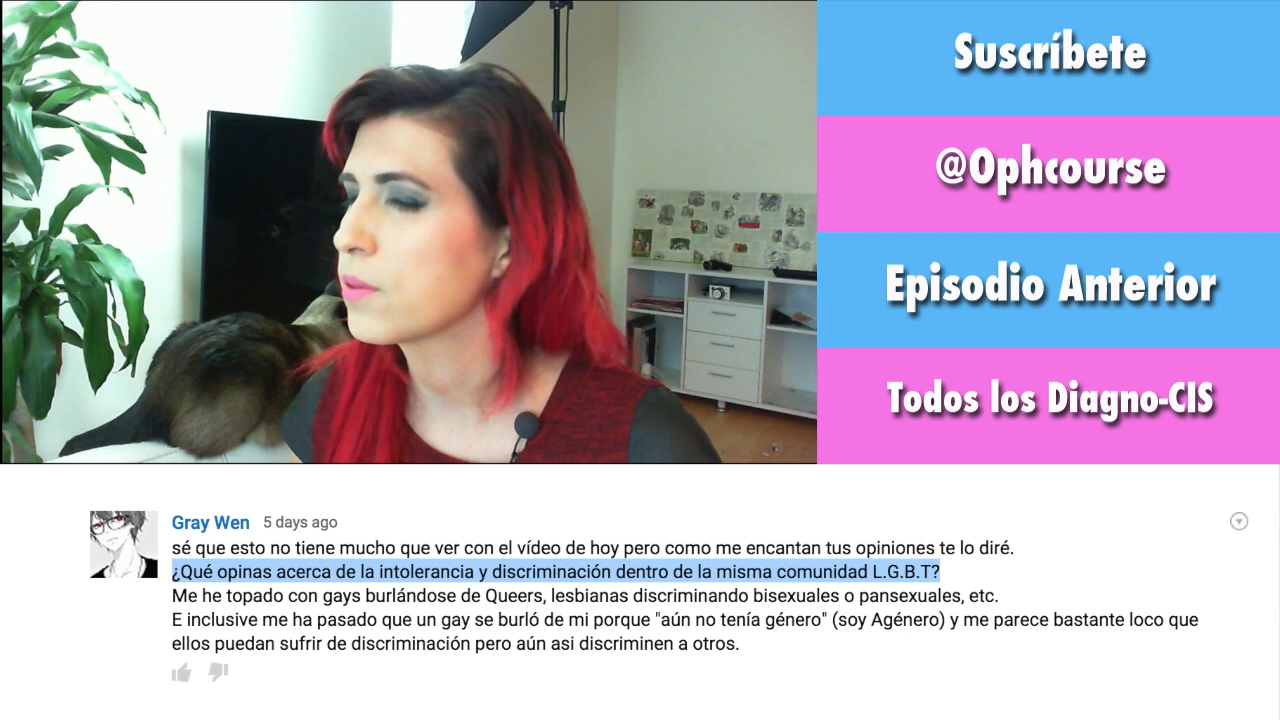 Suscríbete
@Ophcourse
Episodio Anterior
Todos los Diagno-CIS
Gray Wen 5 days ago
sé que esto no tiene mucho que ver con el vídeo de hoy pero como me encantan tus opiniones te lo diré.
¿Qué opinas acerca de la intolerancia y discriminación dentro de la misma comunidad L.G.B.T?
Me he topado con gays burlándose de Queers, lesbianas discriminando bisexuales o pansexuales, etc.
E inclusive me ha pasado que un gay se burló de mi porque "aún no tenía género" (soy Agénero) y me parece bastante loco que
ellos puedan sufrir de discriminación pero aún asi discriminen a otros.